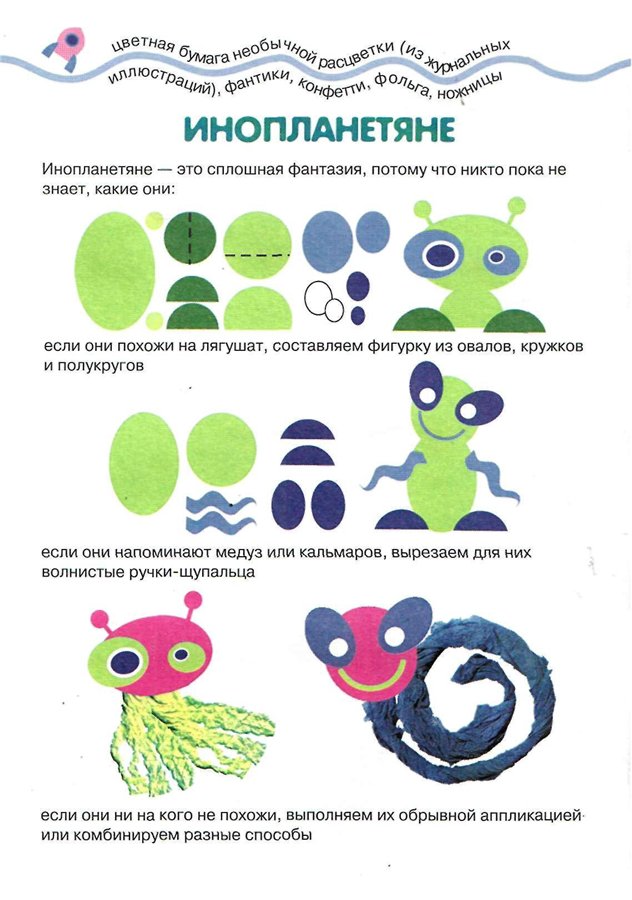 цветная бумага необычной расцветки (из журнальных
иллюстраций), фантики, конфетти, фольга, ножницы
ИНОПЛАНЕТЯНЕ
Инопланетяне — это сплошная фантазия, потому что никто пока не
знает, какие они:
если они похожи на лягушат, составляем фигурку из овалов, кружков
и полукругов
если они напоминают медуз или кальмаров, вырезаем для них
волнистые ручки-щупальца
если они ни на кого не похожи, выполняем их обрывной аппликацией
или комбинируем разные способы